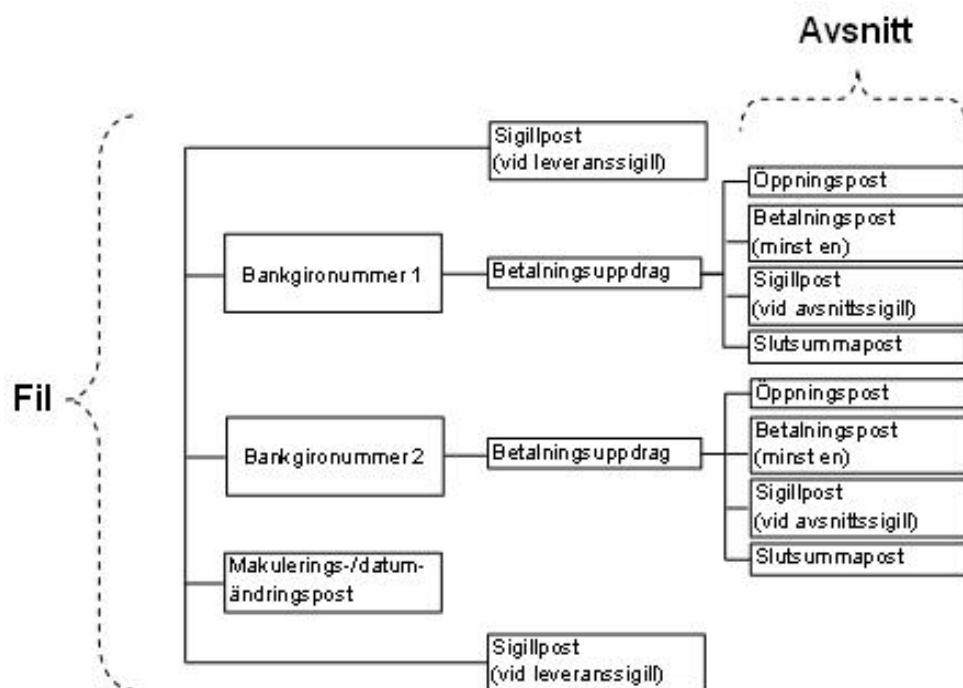 Avsnitt
Sigillpost
(vid leveranssigill)
Öppningspost
Betalningspost
(minst en)
Bankgironummer 1
Betalningsuppdrag
Sigillpost
(vid avsnittssigill)
Slutsummapost
Fil
Öppningspost
Betalningspost
(minst en)
Bankgironummer 2
Betalningsuppdrag
Sigillpost
(vid avsnittssigill)
Slutsummapost
Makulerings-/datum-
ändringspost
Sigillpost
(vid leveranssigill)